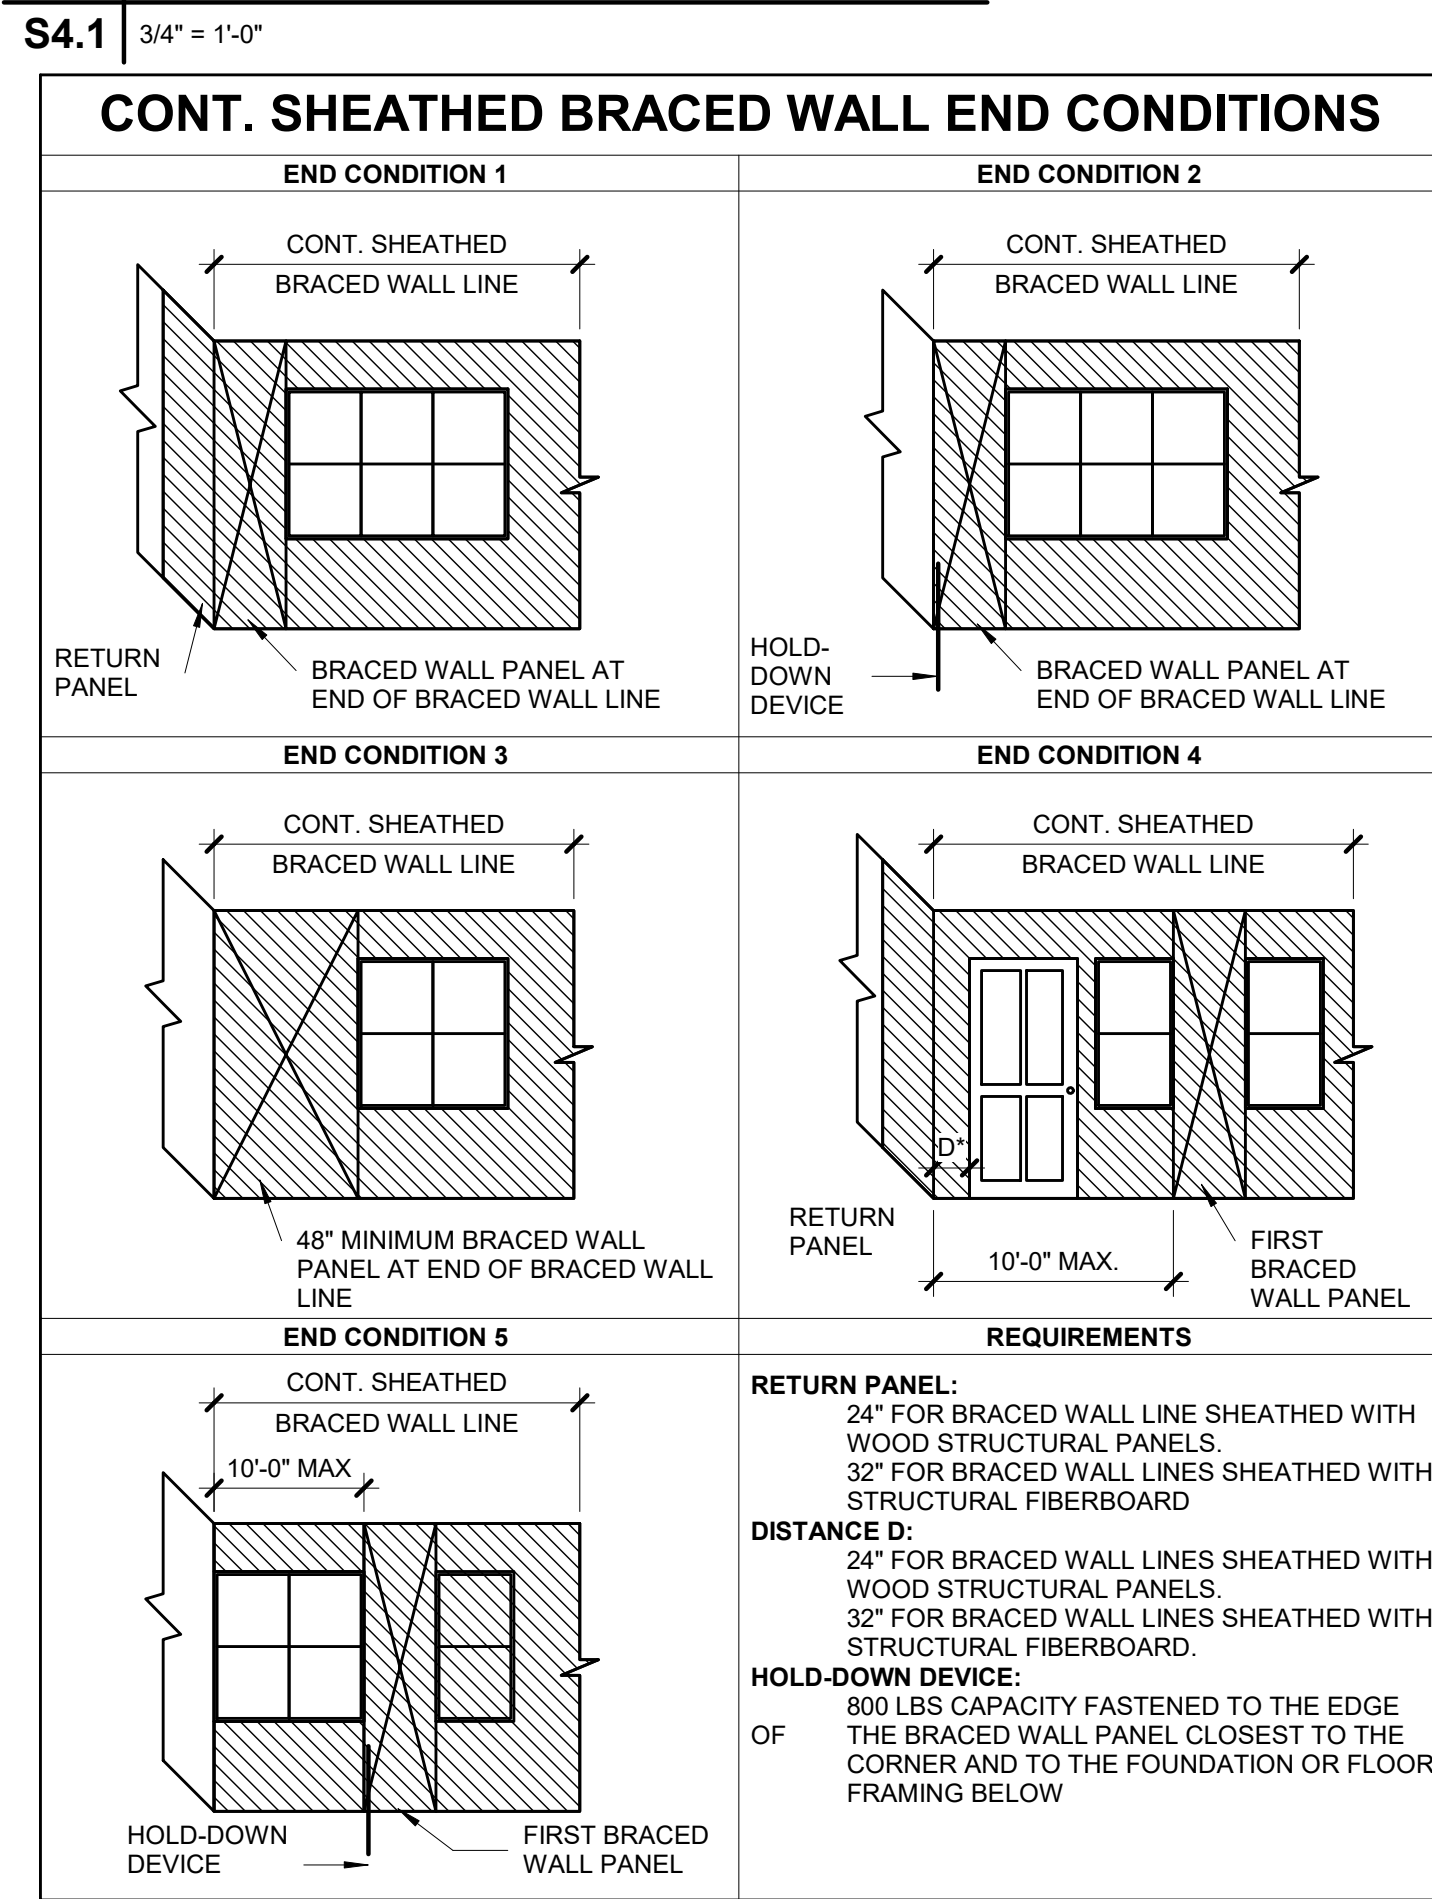 S4.1
3/4" = 1'-0"
CONT. SHEATHED BRACED WALL END CONDITIONS
END CONDITION 1
CONT. SHEATHED
BRACED WALL LINE
RETURN
PANEL
BRACED WALL PANEL AT
END OF BRACED WALL LINE
END CONDITION 2
CONT. SHEATHED
BRACED WALL LINE
HOLD-
DOWN
DEVICE
BRACED WALL PANEL AT
END OF BRACED WALL LINE
END CONDITION 3
CONT. SHEATHED
BRACED WALL LINE
48" MINIMUM BRACED WALL
PANEL AT END OF BRACED WALL
LINE
END CONDITION 4
CONT. SHEATHED
BRACED WALL LINE
D*
RETURN
PANEL
10'-0" MAX.
FIRST
BRACED
WALL PANEL
END CONDITION 5
CONT. SHEATHED
BRACED WALL LINE
10'-0" MAX
HOLD-DOWN
DEVICE
FIRST BRACED
WALL PANEL
REQUIREMENTS
RETURN PANEL:
24" FOR BRACED WALL LINE SHEATHED WITH
WOOD STRUCTURAL PANELS.
32" FOR BRACED WALL LINES SHEATHED WITH
STRUCTURAL FIBERBOARD
DISTANCE D:
24" FOR BRACED WALL LINES SHEATHED WITH
WOOD STRUCTURAL PANELS.
32" FOR BRACED WALL LINES SHEATHED WITH
STRUCTURAL FIBERBOARD.
HOLD-DOWN DEVICE:
800 LBS CAPACITY FASTENED TO THE EDGE
OF THE BRACED WALL PANEL CLOSEST TO THE
CORNER AND TO THE FOUNDATION OR FLOOR
FRAMING BELOW